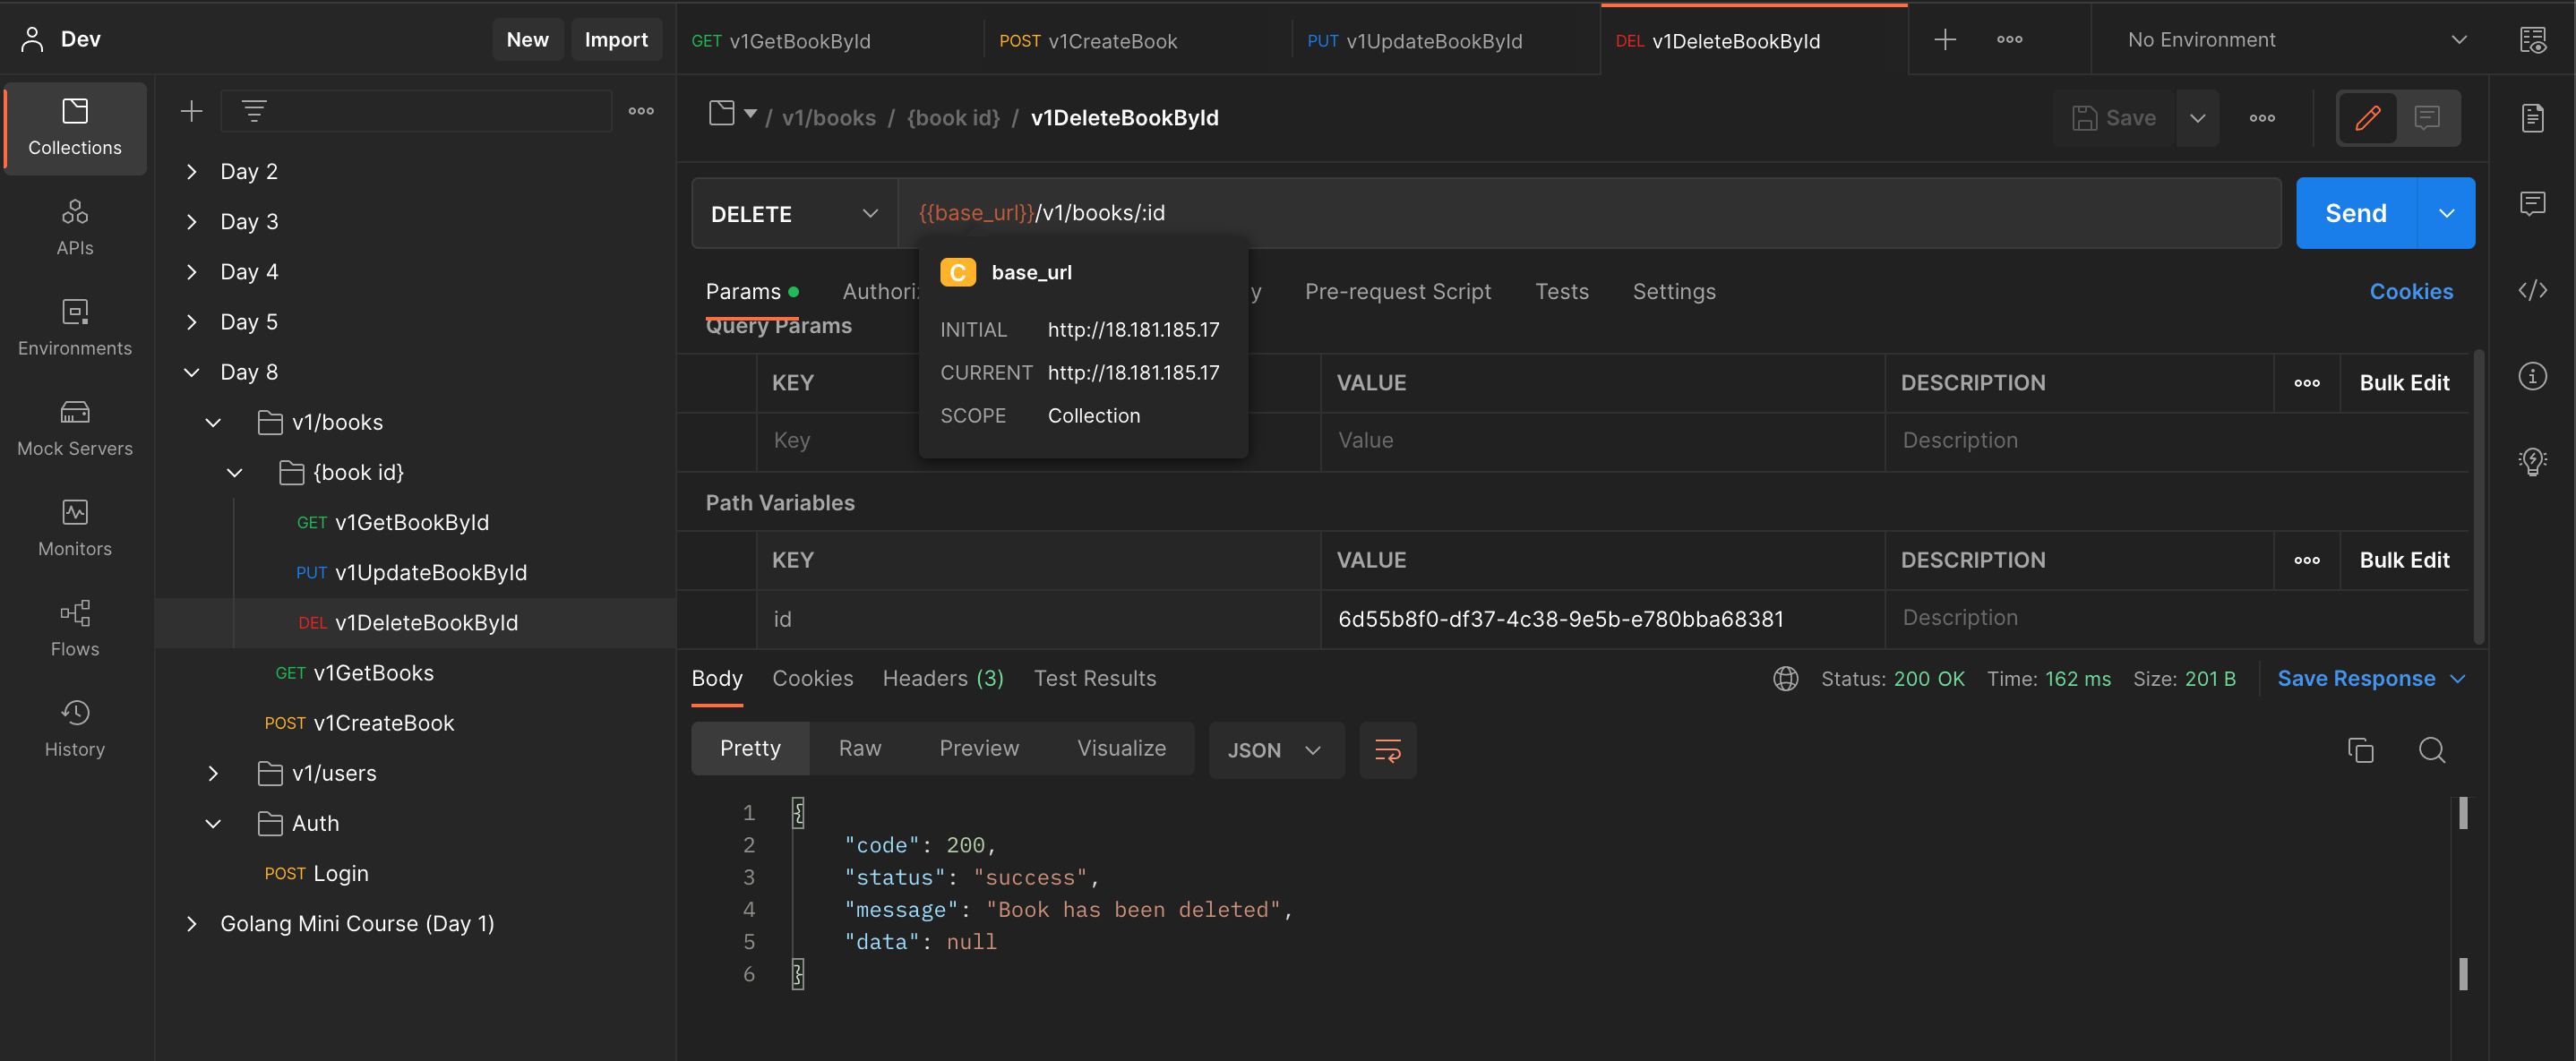 Dev
New
Import
GET v1GetBookById
POST v1CreateBook
PUT v1UpdateBookById
DEL v1DeleteBookById
No Environment
Collections
APIs
Environments
Mock Servers
Monitors
Flows
History
Day 2
Day 3
Day 4
Day 5
Day 8
v1/books
{book id}
GET v1GetBookById
PUT v1UpdateBookById
DEL v1DeleteBookById
GET v1GetBooks
POST v1CreateBook
v1/users
Auth
POST Login
Golang Mini Course (Day 1)
/ v1/books / {book id} / v1DeleteBookById
Save
DELETE
{{base_url}}/v1/books/:id
Send
C base_url
INITIAL http://18.181.185.17
CURRENT http://18.181.185.17
SCOPE Collection
Params
Authoriz
y
Pre-request Script
Tests
Settings
Cookies
Query Params
KEY VALUE DESCRIPTION Bulk Edit
Key Value Description
Path Variables
KEY VALUE DESCRIPTION Bulk Edit
id 6d55b8f0-df37-4c38-9e5b-e780bba68381 Description
Body Cookies Headers (3) Test Results
Status: 200 OK Time: 162 ms Size: 201 B Save Response
Pretty Raw Preview Visualize JSON
1 {
2 "code": 200,
3 "status": "success",
4 "message": "Book has been deleted",
5 "data": null
6 }